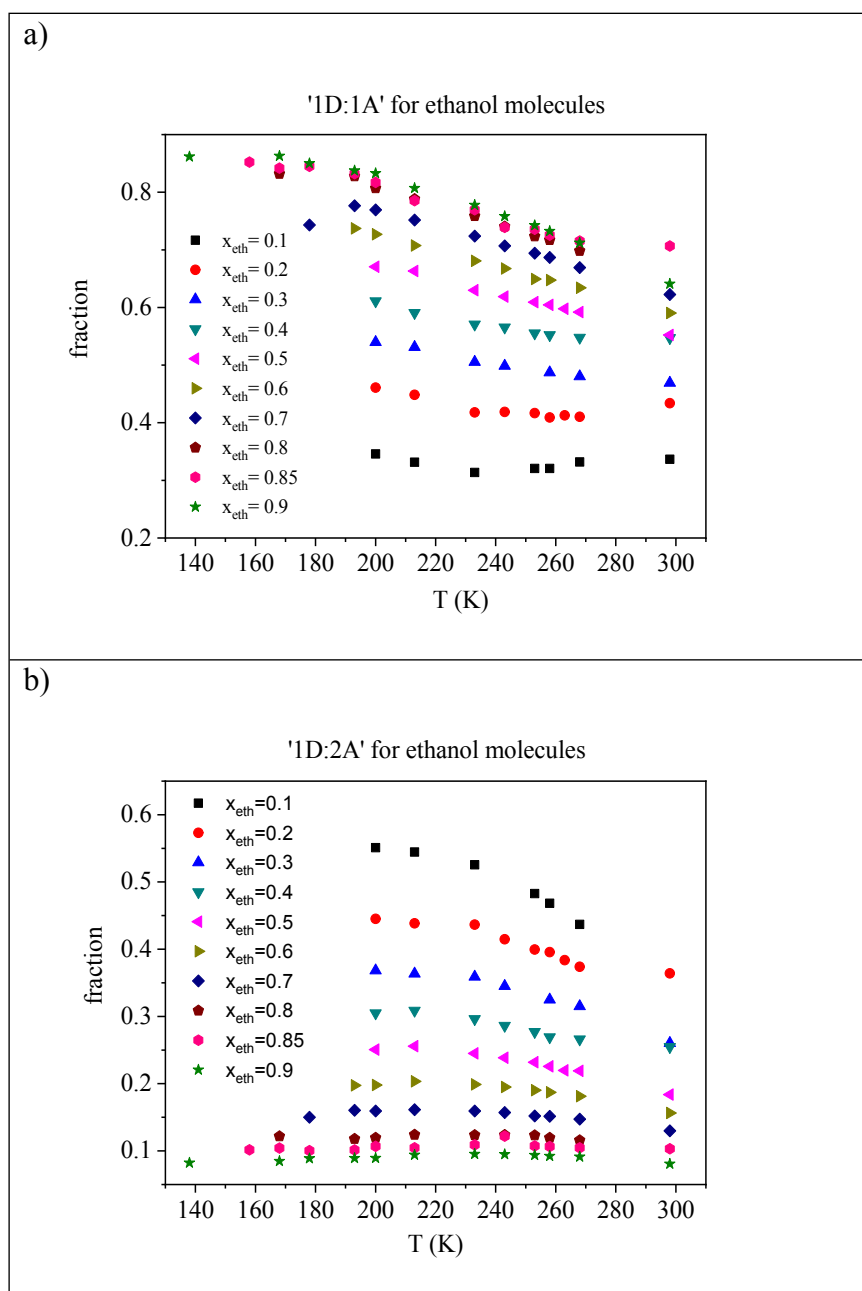 a)
'1D:1A' for ethanol molecules
0.8
0.6
0.4
0.2
fraction
x_eth= 0.1
x_eth= 0.2
x_eth= 0.3
x_eth= 0.4
x_eth= 0.5
x_eth= 0.6
x_eth= 0.7
x_eth= 0.8
x_eth= 0.85
x_eth= 0.9
140 160 180 200 220 240 260 280 300
T (K)
b)
'1D:2A' for ethanol molecules
0.6
0.5
0.4
0.3
0.2
0.1
fraction
x_eth=0.1
x_eth=0.2
x_eth=0.3
x_eth=0.4
x_eth=0.5
x_eth=0.6
x_eth=0.7
x_eth=0.8
x_eth=0.85
x_eth=0.9
140 160 180 200 220 240 260 280 300
T (K)